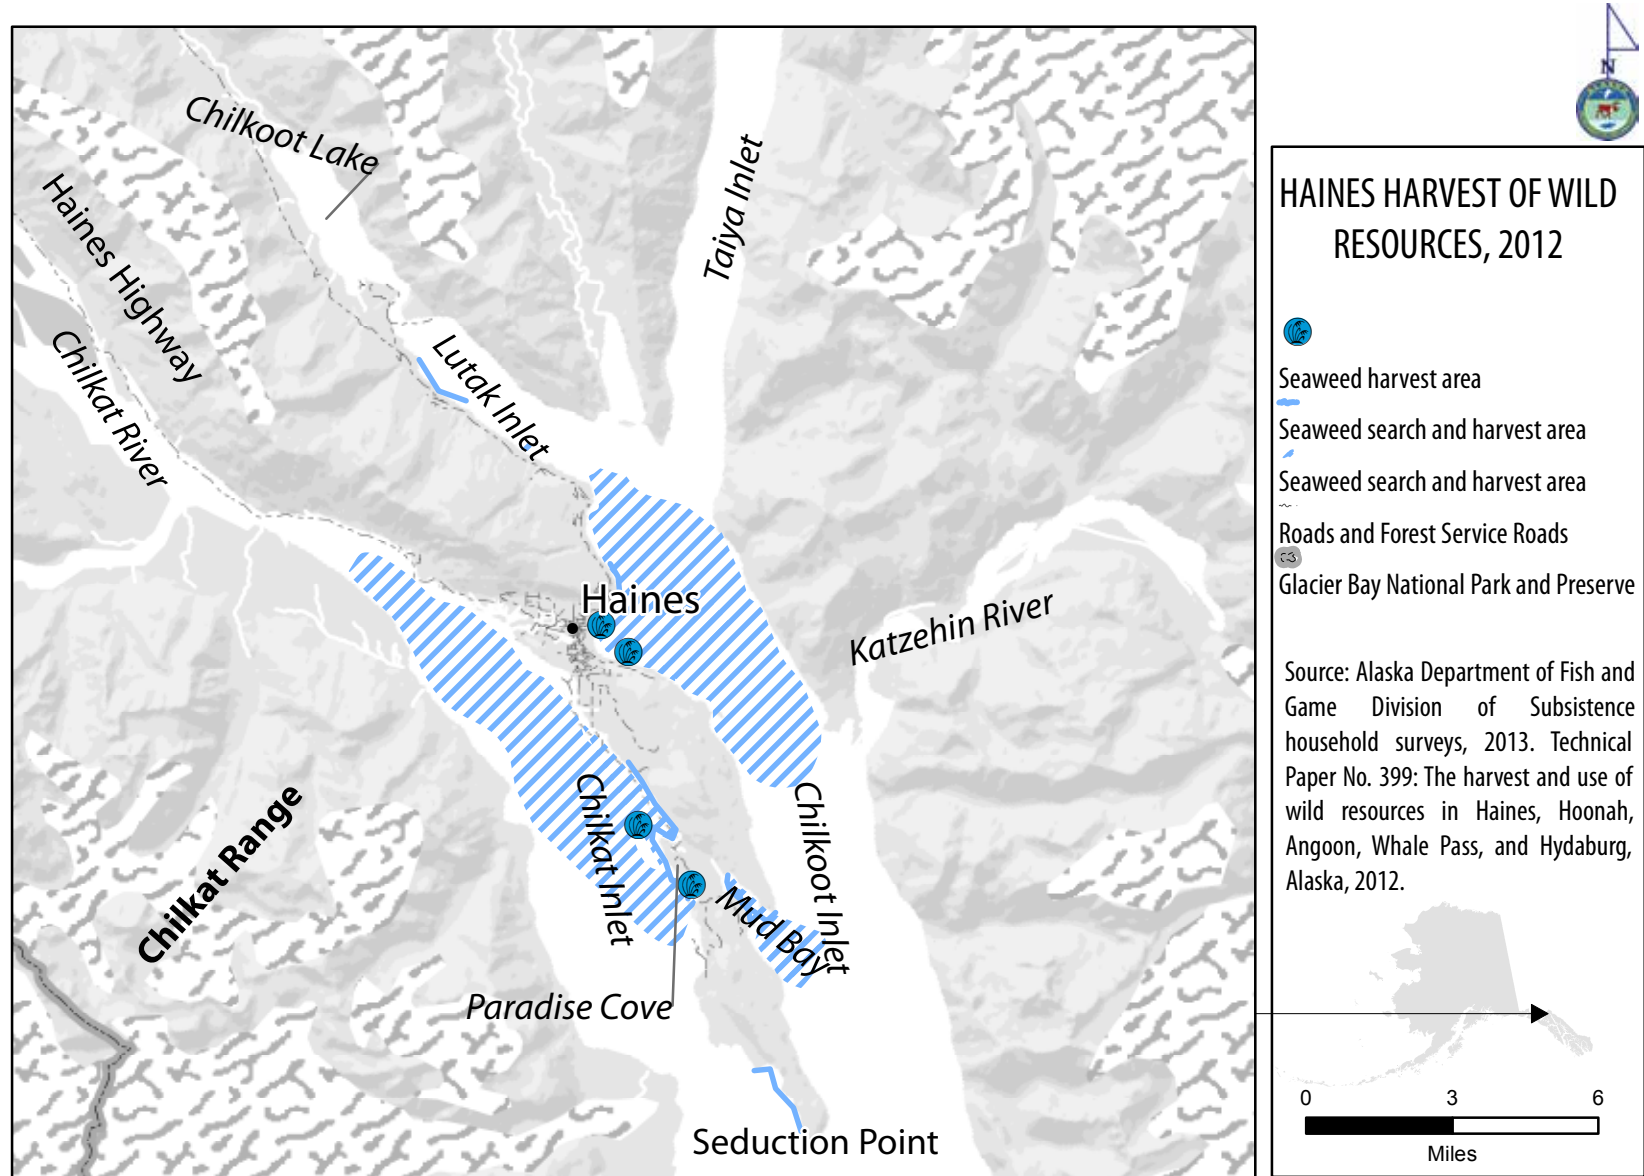 N
Chilkoot Lake
Haines Highway
Chilkat River
Taiya Inlet
Lutak Inlet
Haines
Katzehin River
Chilkat Inlet
Chilkoot Inlet
Chilkat Range
Mud Bay
Paradise Cove
Seduction Point
HAINES HARVEST OF WILD
RESOURCES, 2012
Seaweed harvest area
Seaweed search and harvest area
Seaweed search and harvest area
Roads and Forest Service Roads
Glacier Bay National Park and Preserve
Source: Alaska Department of Fish and
Game Division of Subsistence
household surveys, 2013. Technical
Paper No. 399: The harvest and use of
wild resources in Haines, Hoonah,
Angoon, Whale Pass, and Hydaburg,
Alaska, 2012.
0 3 6
Miles